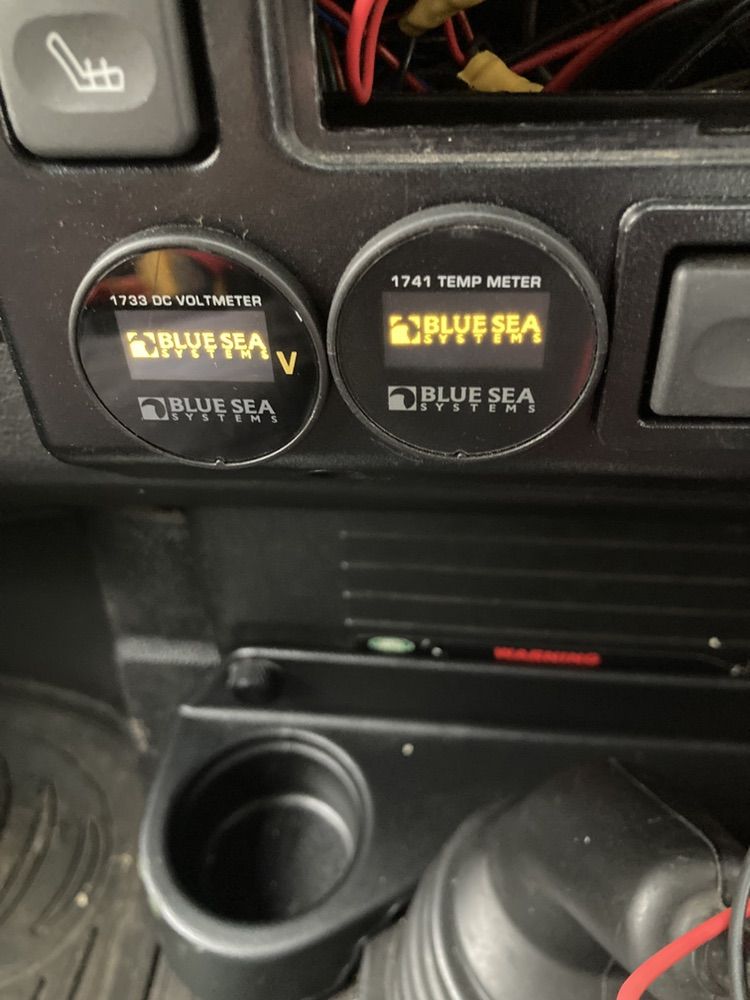 1733 DC VOLTMETER
BLUE SEA
SYSTEMS
V
BLUE SEA
SYSTEMS
1741 TEMP METER
BLUE SEA
SYSTEMS
BLUE SEA
SYSTEMS
WARNING